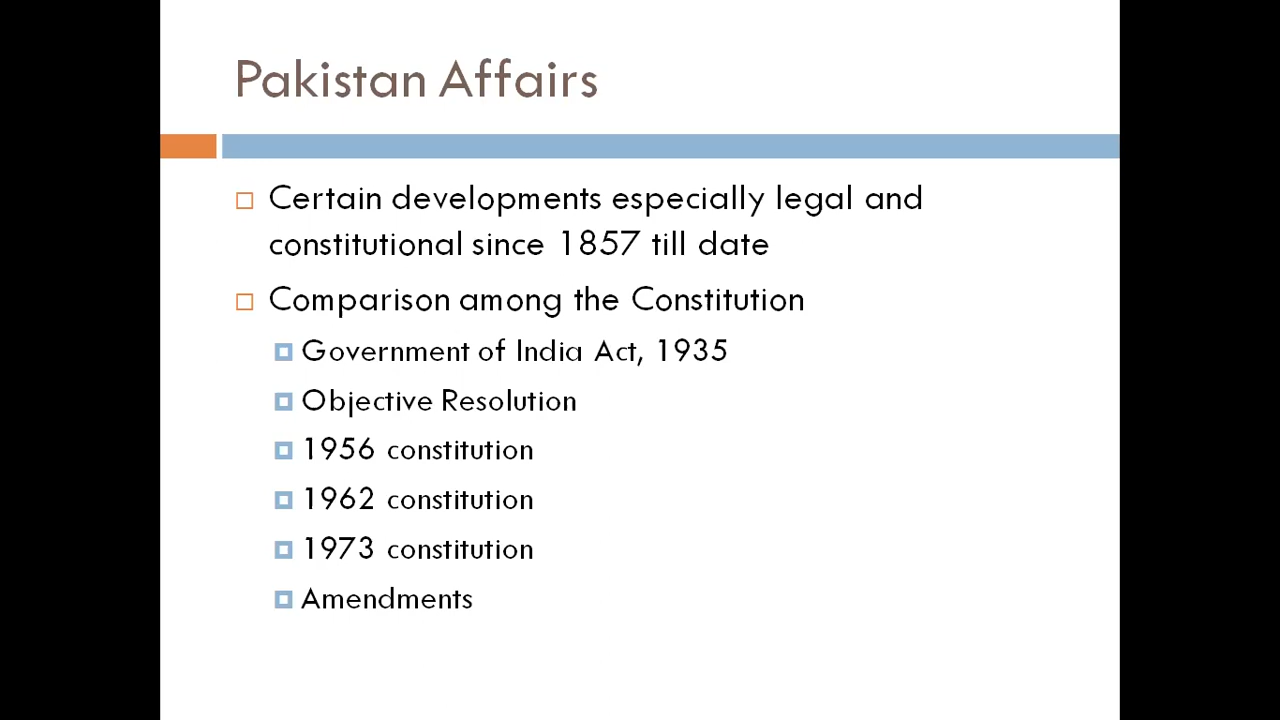 Pakistan Affairs
Certain developments especially legal and
constitutional since 1857 till date
Comparison among the Constitution
Government of India Act, 1935
Objective Resolution
1956 constitution
1962 constitution
1973 constitution
Amendments